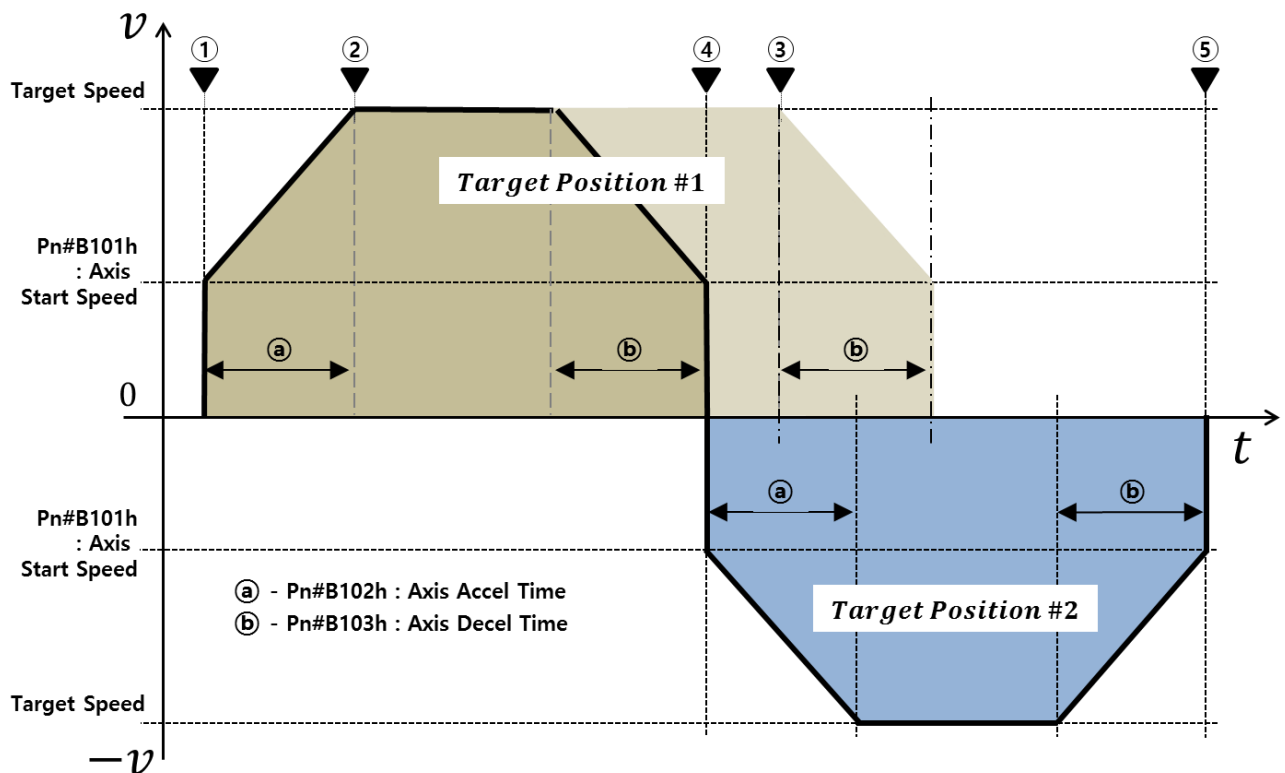 v
① ② ④ ③ ⑤
Target Speed
Target Position #1
Pn#B101h
: Axis
Start Speed
ⓐ ⓑ ⓑ
0
t
ⓐ ⓑ
Pn#B101h
: Axis
Start Speed
ⓐ - Pn#B102h : Axis Accel Time
ⓑ - Pn#B103h : Axis Decel Time
Target Position #2
Target Speed
−v